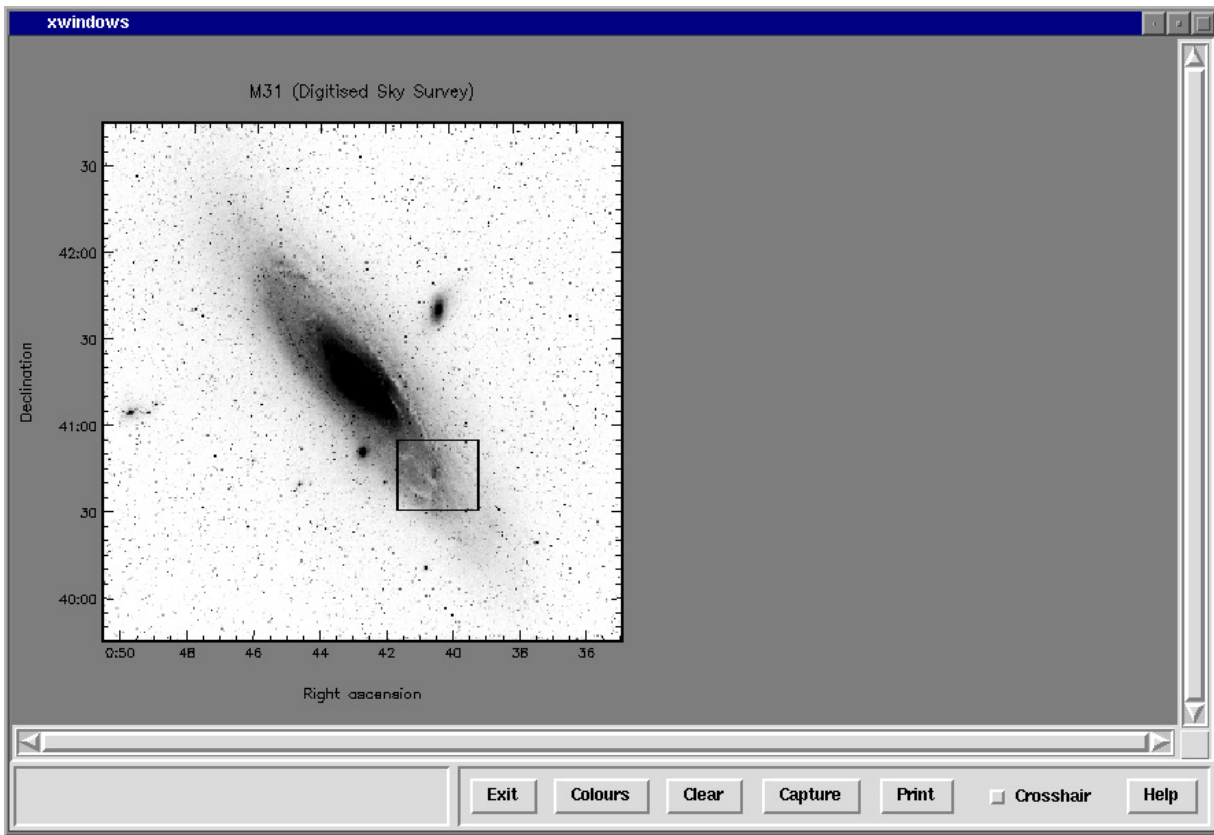 xwindows
M31 (Digitised Sky Survey)
30
42:00
30
41:00
30
40:00
Declination
0:50 48 46 44 42 40 38 36
Right ascension
Exit Colours Clear Capture Print Crosshair Help